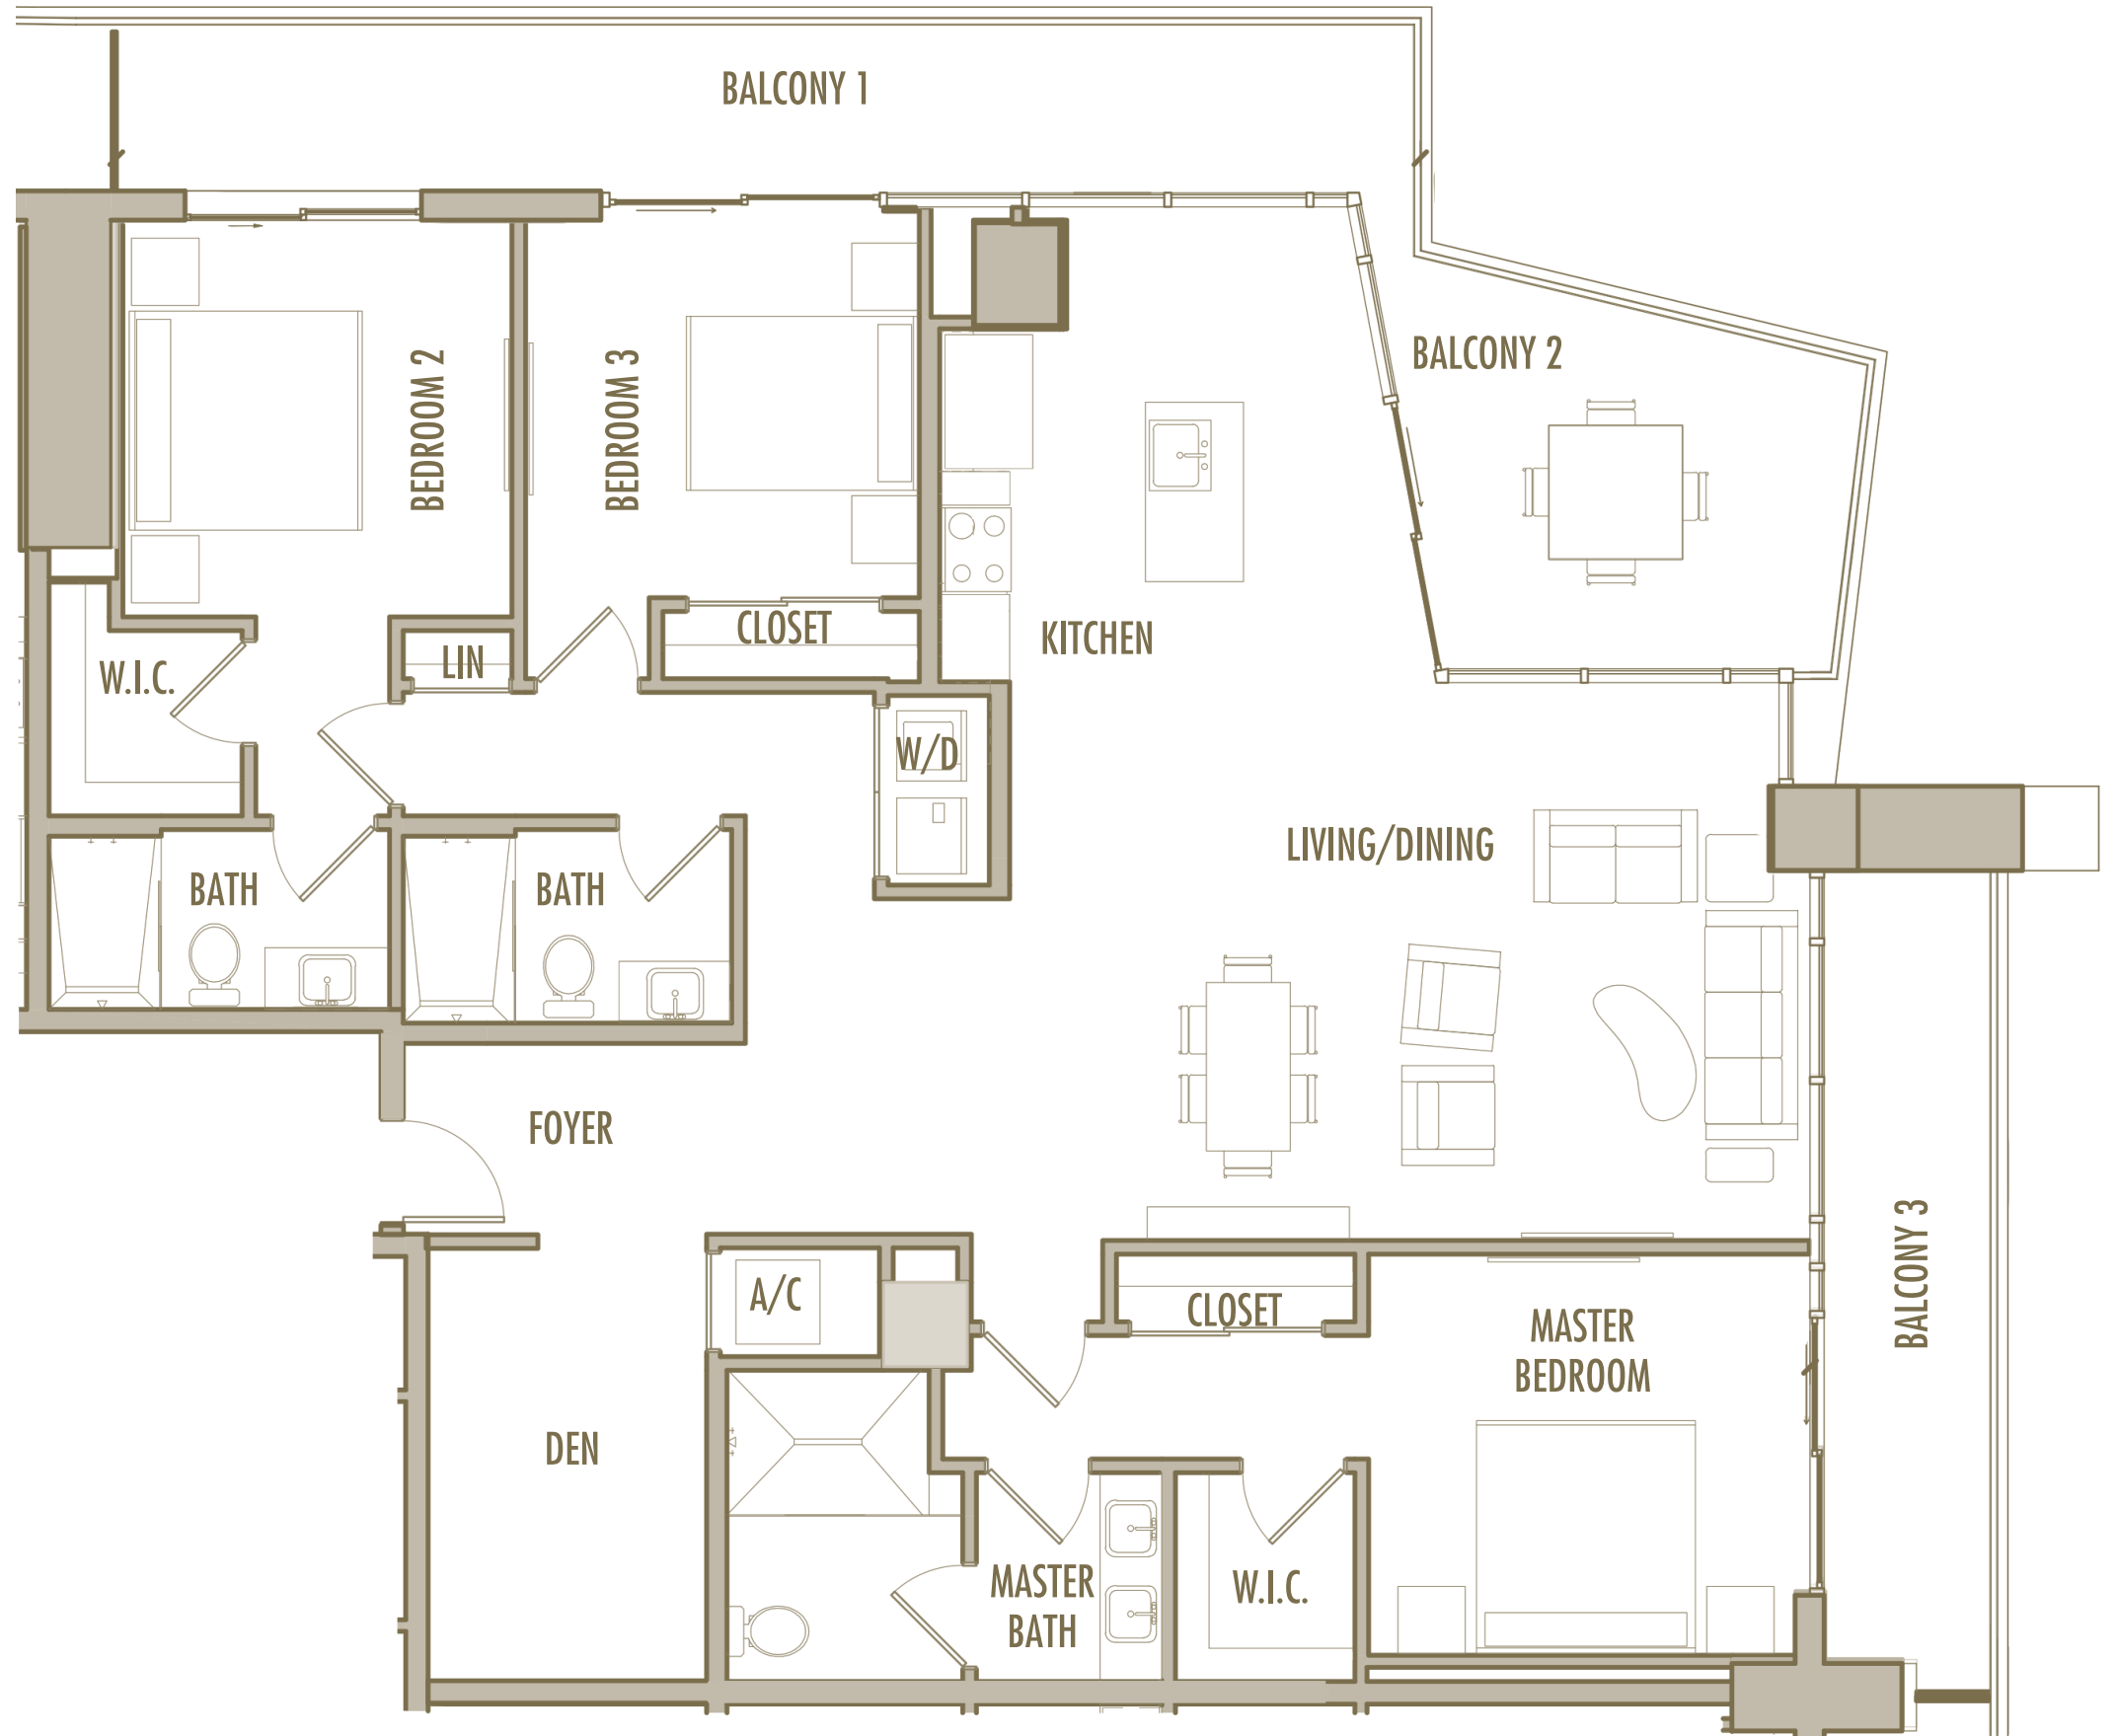 BALCONY 1
BALCONY 2
BEDROOM 2
BEDROOM 3
CLOSET
KITCHEN
LIN
W.I.C.
W/D
LIVING/DINING
BATH
BATH
FOYER
BALCONY 3
A/C
CLOSET
MASTER
BEDROOM
DEN
MASTER
BATH
W.I.C.